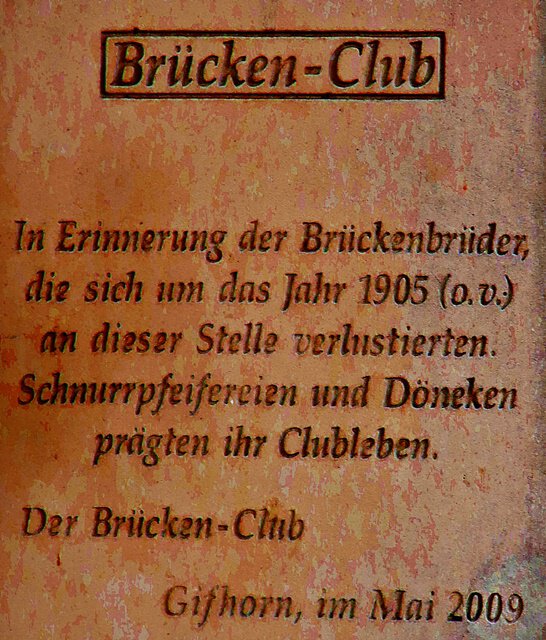 Brücken-Club
In Erinnerung der Brückenbrüder,
die sich um das Jahr 1905 (o.v.)
an dieser Stelle verlustierten.
Schnurrpfeifereien und Döneken
prägten ihr Clubleben.
Der Brücken-Club
Gifhorn, im Mai 2009